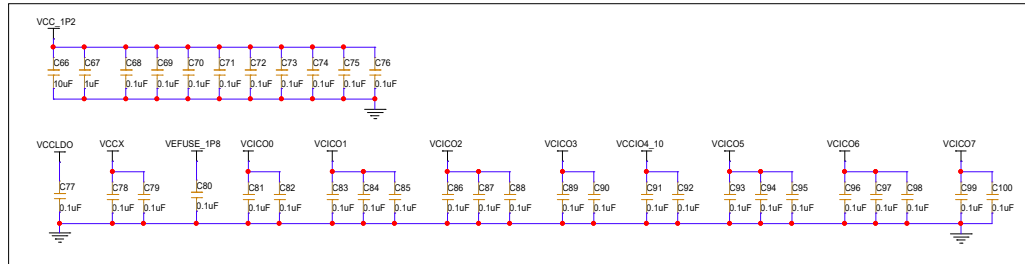 VCC_1P2
C66 C67 C68 C69 C70 C71 C72 C73 C74 C75 C76
10uF 1uF 0.1uF 0.1uF 0.1uF 0.1uF 0.1uF 0.1uF 0.1uF 0.1uF 0.1uF
VCCLDO VCCX VEFUSE_1P8 VCICO0 VCICO1 VCICO2 VCICO3 VCCIO4_10 VCICO5 VCICO6 VCICO7
C77 C78 C79 C80 C81 C82 C83 C84 C85 C86 C87 C88 C89 C90 C91 C92 C93 C94 C95 C96 C97 C98 C99 C100
0.1uF 0.1uF 0.1uF 0.1uF 0.1uF 0.1uF 0.1uF 0.1uF 0.1uF 0.1uF 0.1uF 0.1uF 0.1uF 0.1uF 0.1uF 0.1uF 0.1uF 0.1uF 0.1uF 0.1uF 0.1uF 0.1uF 0.1uF 0.1uF